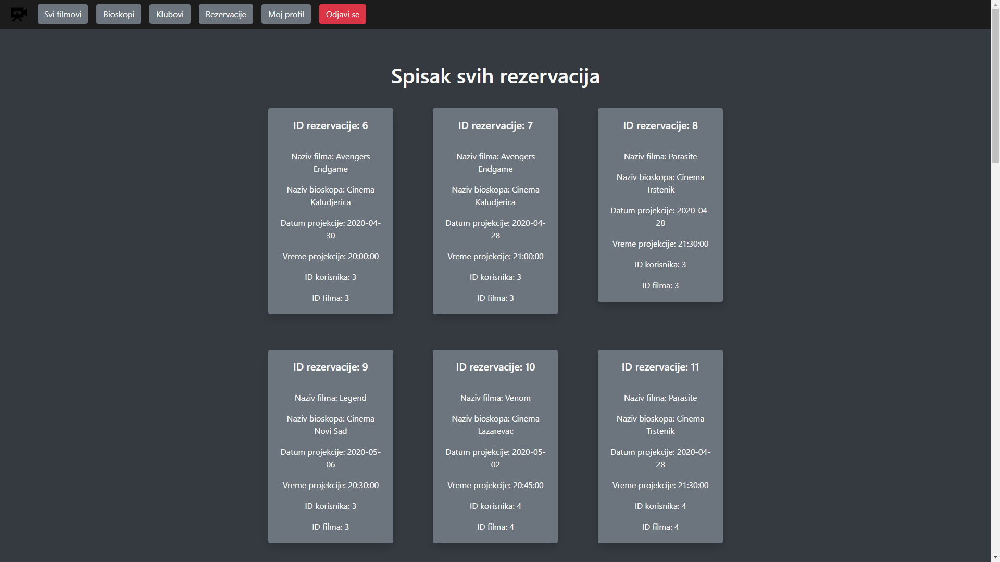 Svi filmovi
Bioskopi
Klubovi
Rezervacije
Moj profil
Odjavi se
Spisak svih rezervacija
ID rezervacije: 6
Naziv filma: Avengers
Endgame
Naziv bioskopa: Cinema
Kaludjerica
Datum projekcije: 2020-04-
30
Vreme projekcije: 20:00:00
ID korisnika: 3
ID filma: 3
ID rezervacije: 7
Naziv filma: Avengers
Endgame
Naziv bioskopa: Cinema
Kaludjerica
Datum projekcije: 2020-04-
28
Vreme projekcije: 21:00:00
ID korisnika: 3
ID filma: 3
ID rezervacije: 8
Naziv filma: Parasite
Naziv bioskopa: Cinema
Trstenik
Datum projekcije: 2020-04-
28
Vreme projekcije: 21:30:00
ID korisnika: 3
ID filma: 3
ID rezervacije: 9
Naziv filma: Legend
Naziv bioskopa: Cinema
Novi Sad
Datum projekcije: 2020-05-
06
Vreme projekcije: 20:30:00
ID korisnika: 3
ID filma: 3
ID rezervacije: 10
Naziv filma: Venom
Naziv bioskopa: Cinema
Lazarevac
Datum projekcije: 2020-05-
02
Vreme projekcije: 20:45:00
ID korisnika: 4
ID filma: 4
ID rezervacije: 11
Naziv filma: Parasite
Naziv bioskopa: Cinema
Trstenik
Datum projekcije: 2020-04-
28
Vreme projekcije: 21:30:00
ID korisnika: 4
ID filma: 4